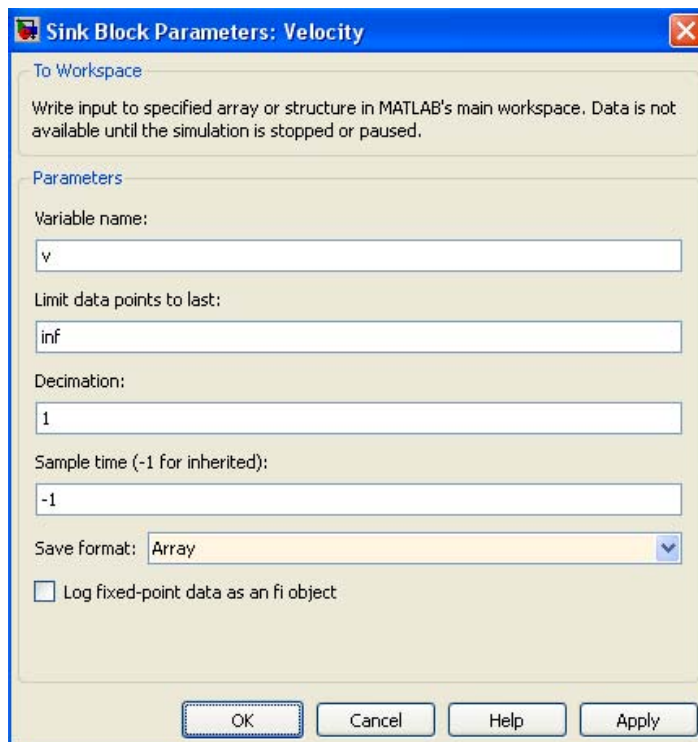 Sink Block Parameters: Velocity
To Workspace
Write input to specified array or structure in MATLAB's main workspace. Data is not
available until the simulation is stopped or paused.
Parameters
Variable name:
v
Limit data points to last:
inf
Decimation:
1
Sample time (-1 for inherited):
-1
Save format: Array
Log fixed-point data as an fi object
OK Cancel Help Apply